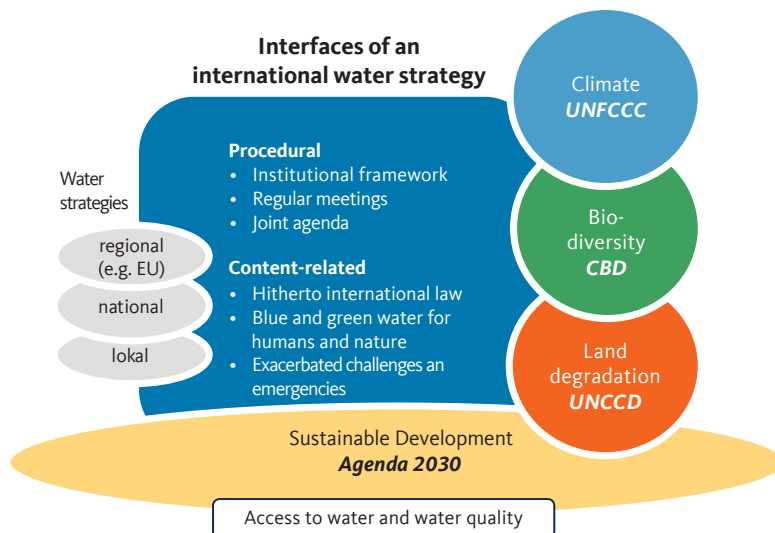 Interfaces of an
international water strategy
Climate
UNFCCC
Procedural
• Institutional framework
• Regular meetings
• Joint agenda
Water
strategies
regional
(e.g. EU)
national
lokal
Content-related
• Hitherto international law
• Blue and green water for
humans and nature
• Exacerbated challenges an
emergencies
Bio-
diversity
CBD
Land
degradation
UNCCD
Sustainable Development
Agenda 2030
Access to water and water quality